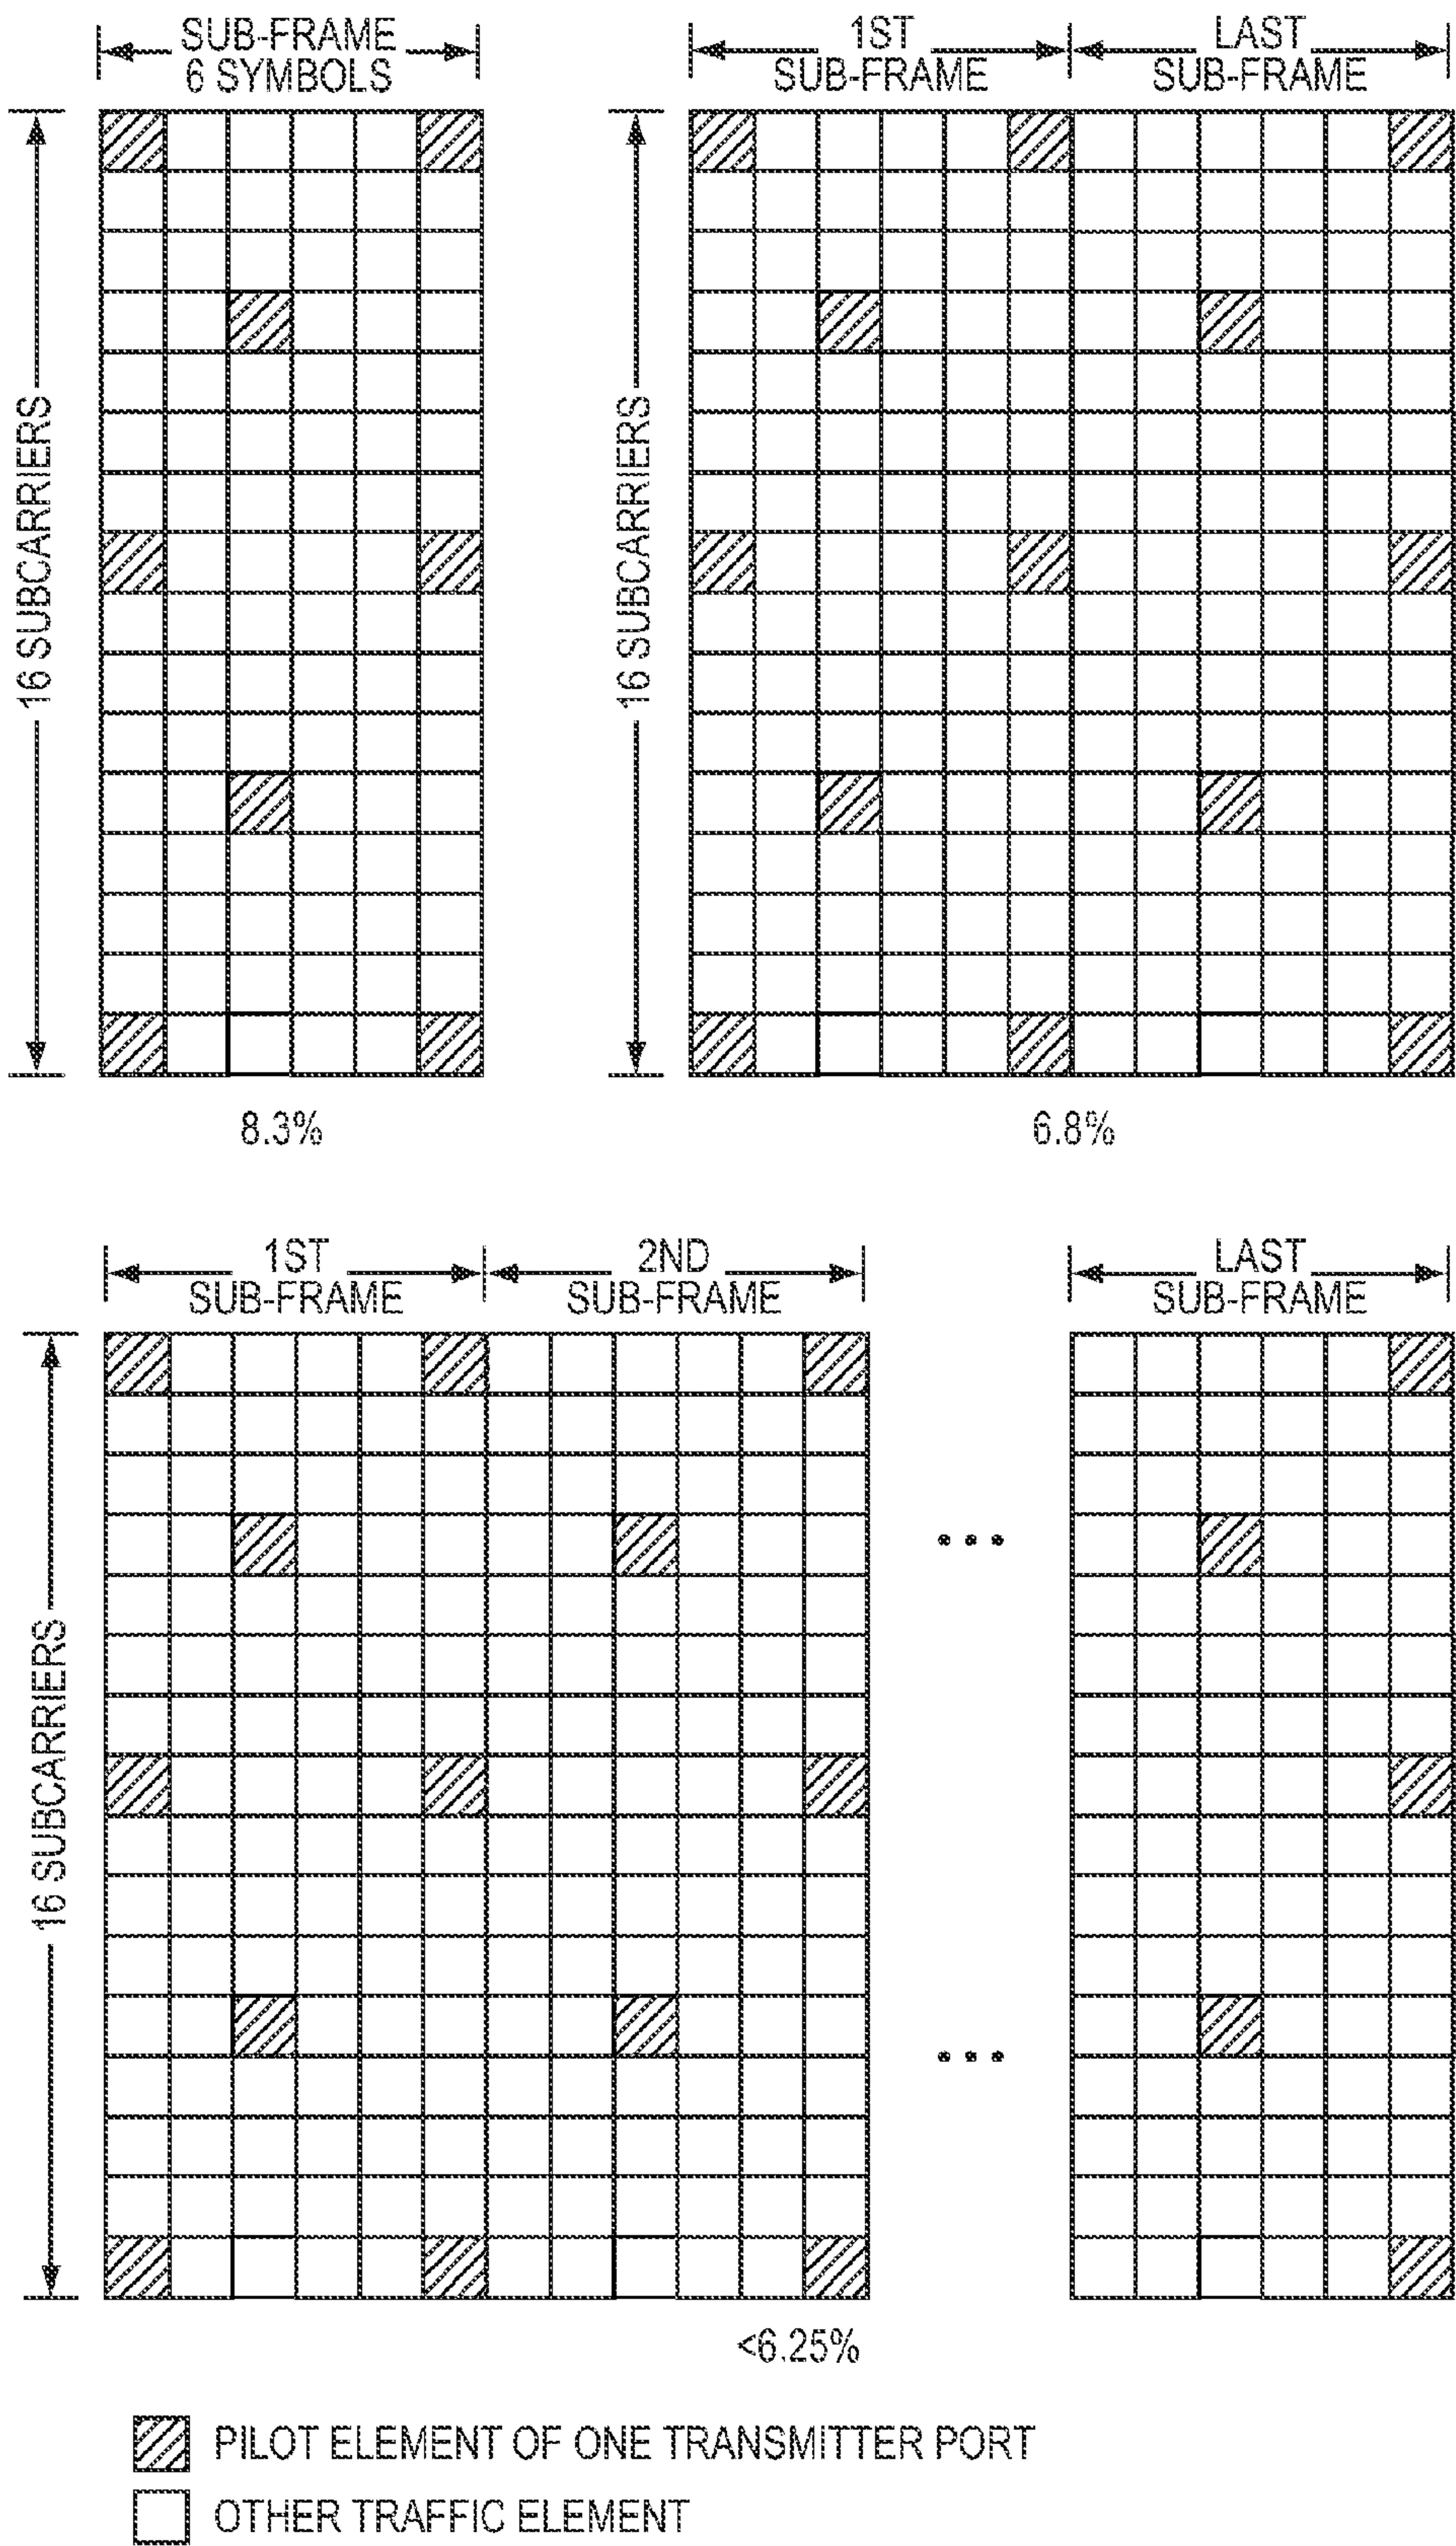 SUB-FRAME
6 SYMBOLS
1ST
SUB-FRAME
LAST
SUB-FRAME
16 SUBCARRIERS
16 SUBCARRIERS
8.3%
6.8%
1ST
SUB-FRAME
2ND
SUB-FRAME
LAST
SUB-FRAME
16 SUBCARRIERS
• • •
• • •
<6.25%
PILOT ELEMENT OF ONE TRANSMITTER PORT
OTHER TRAFFIC ELEMENT